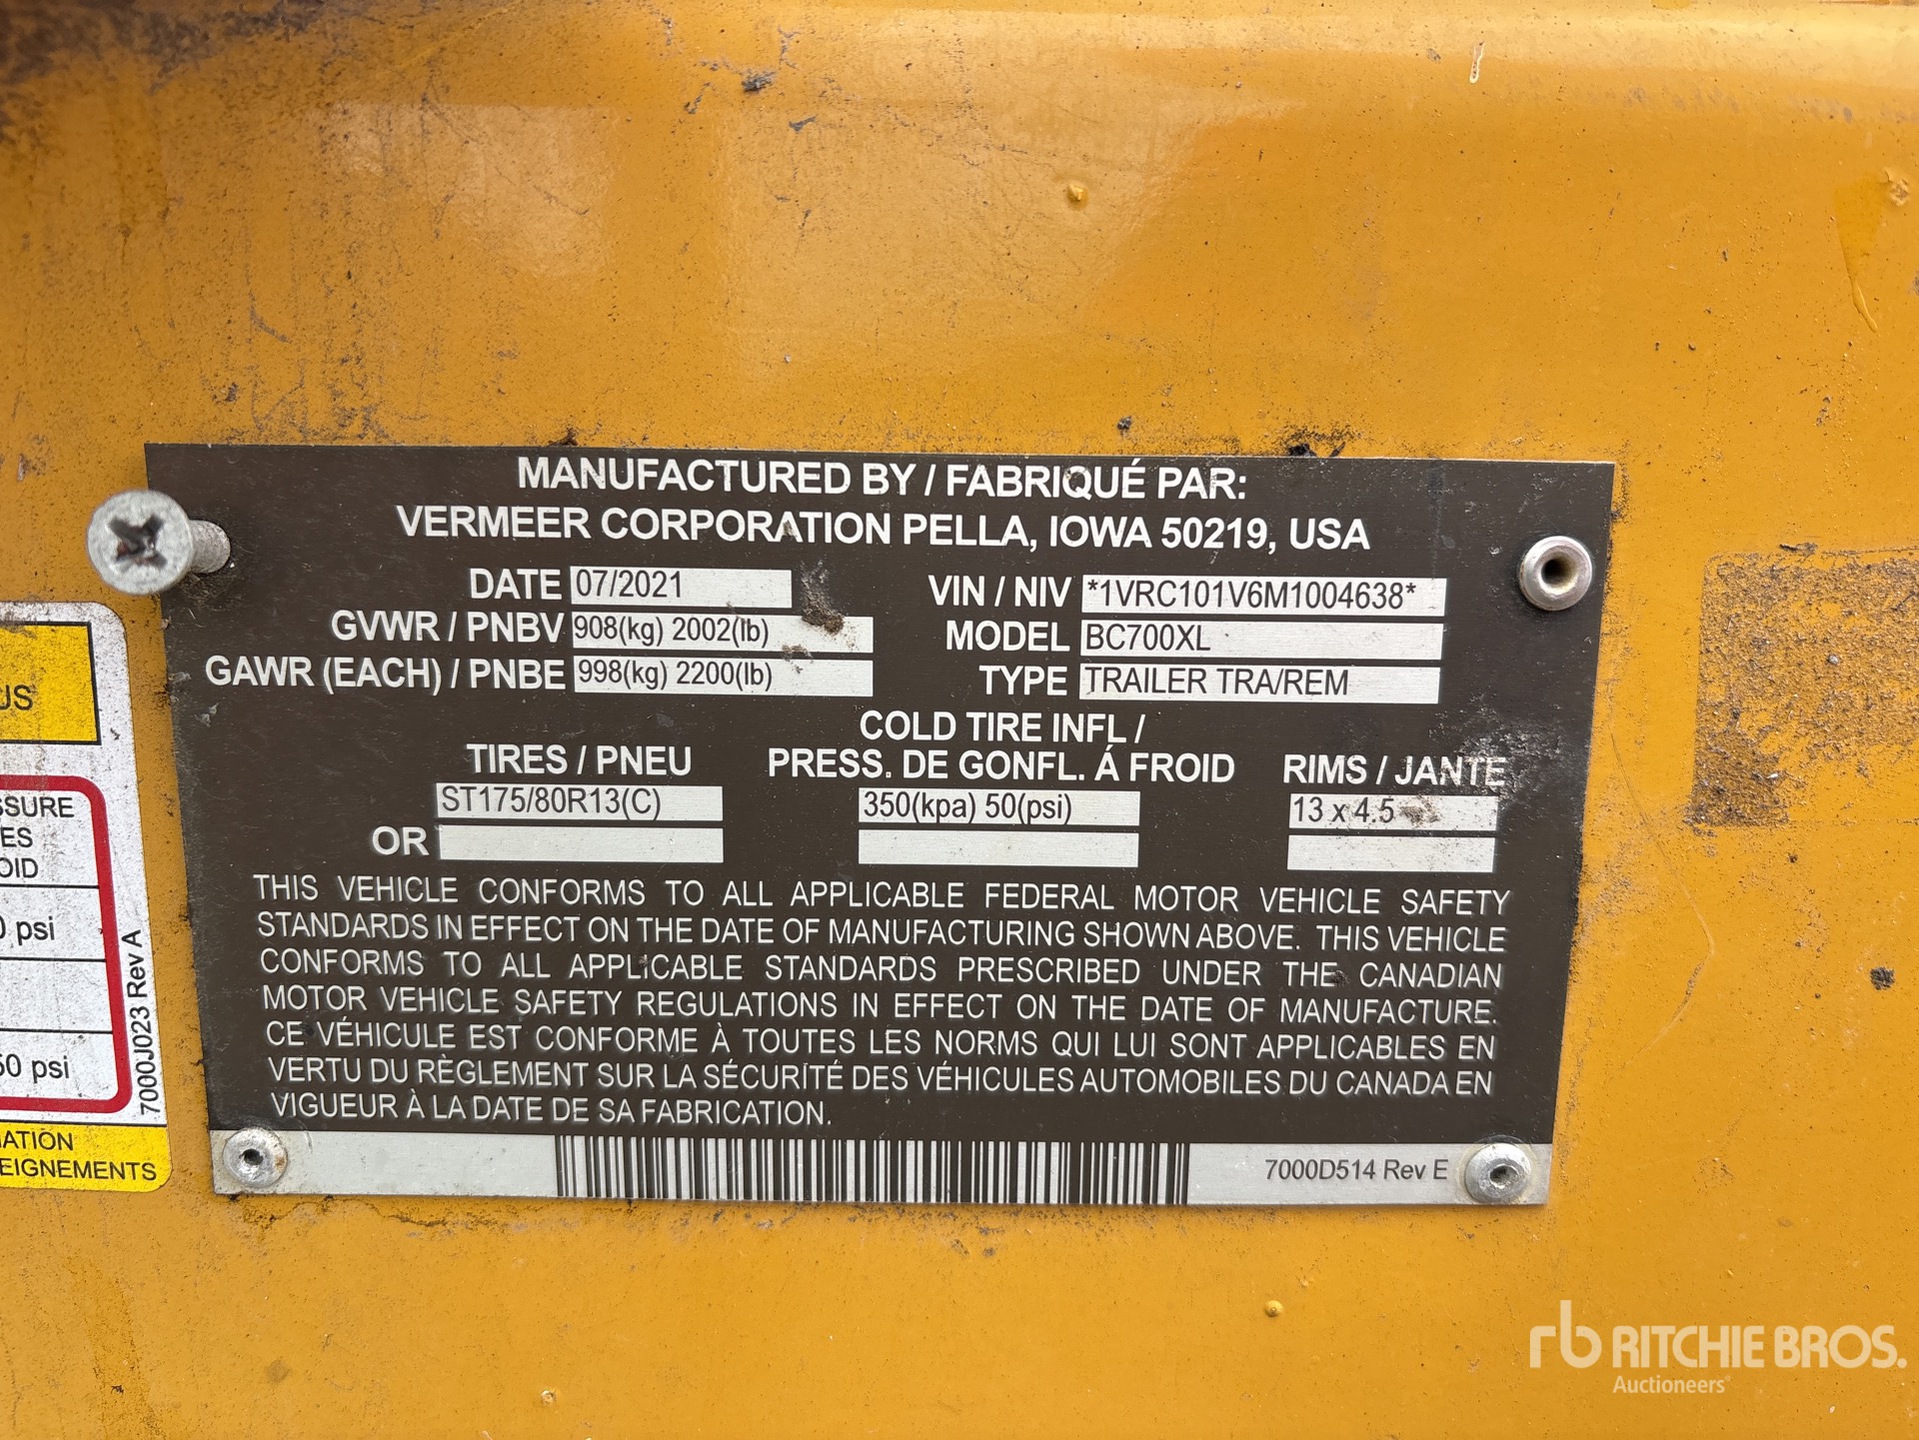 MANUFACTURED BY / FABRIQUÉ PAR:
VERMEER CORPORATION PELLA, IOWA 50219, USA
DATE 07/2021
VIN / NIV *1VRC101V6M1004638*
GVWR / PNBV 908(kg) 2002(lb)
MODEL BC700XL
GAWR (EACH) / PNBE 998(kg) 2200(lb)
TYPE TRAILER TRA/REM
TIRES / PNEU
COLD TIRE INFL /
PRESS. DE GONFL. Á FROID
RIMS / JANTE
ST175/80R13(C)
350(kpa) 50(psi)
13 x 4.5
OR
THIS VEHICLE CONFORMS TO ALL APPLICABLE FEDERAL MOTOR VEHICLE SAFETY
STANDARDS IN EFFECT ON THE DATE OF MANUFACTURING SHOWN ABOVE. THIS VEHICLE
CONFORMS TO ALL APPLICABLE STANDARDS PRESCRIBED UNDER THE CANADIAN
MOTOR VEHICLE SAFETY REGULATIONS IN EFFECT ON THE DATE OF MANUFACTURE.
CE VÉHICULE EST CONFORME À TOUTES LES NORMS QUI LUI SONT APPLICABLES EN
VERTU DU RÈGLEMENT SUR LA SÉCURITÉ DES VÉHICULES AUTOMOBILES DU CANADA EN
VIGUEUR À LA DATE DE SA FABRICATION.
7000D514 Rev E
US
SSURE
ES
OID
0 psi
50 psi
7000J023 Rev A
ATION
EIGNEMENTS
rb RITCHIE BROS.
Auctioneers